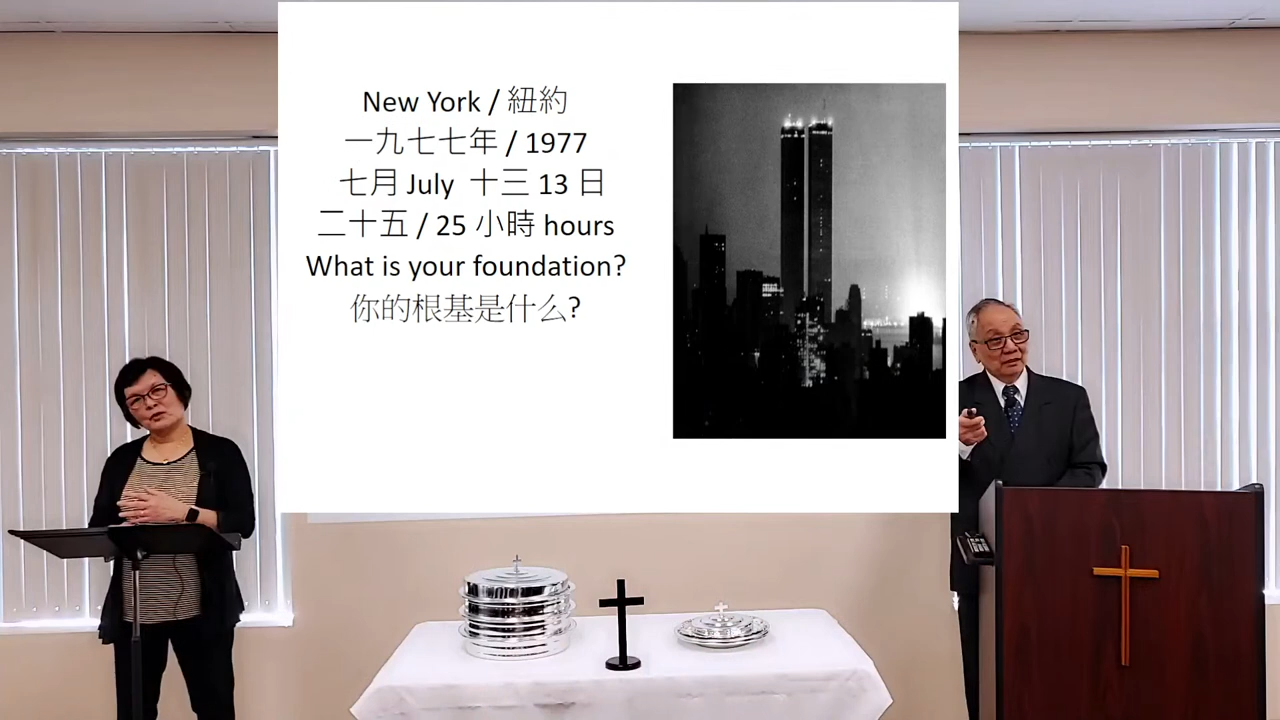 New York / 紐約
一九七七年 / 1977
七月 July 十三 13 日
二十五 / 25 小時 hours
What is your foundation?
你的根基是什么?